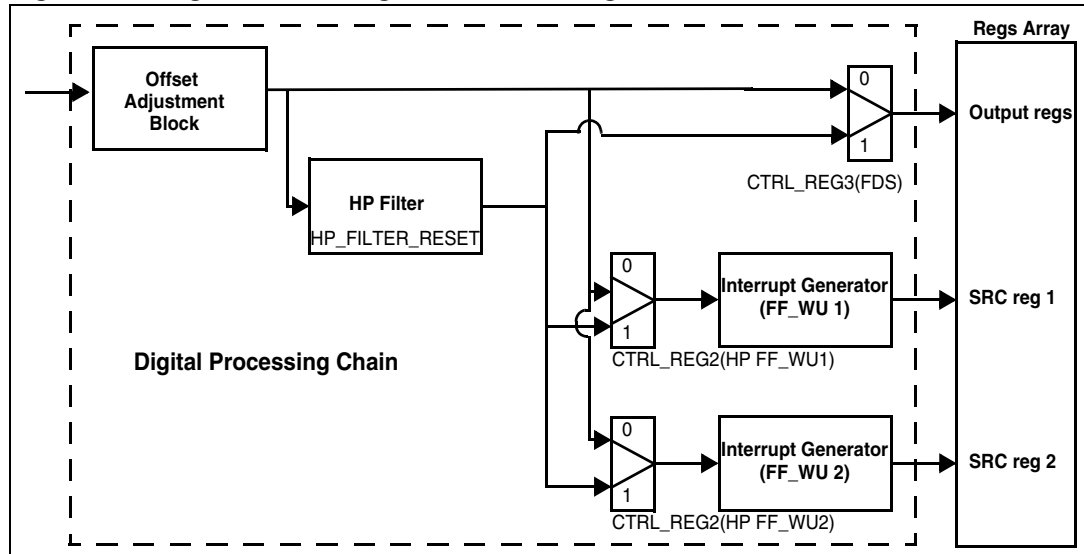 Regs Array
Offset
Adjustment
Block
0
1
Output regs
CTRL_REG3(FDS)
HP Filter
HP_FILTER_RESET
0
1
Interrupt Generator
(FF_WU 1)
SRC reg 1
CTRL_REG2(HP FF_WU1)
Digital Processing Chain
0
1
Interrupt Generator
(FF_WU 2)
SRC reg 2
CTRL_REG2(HP FF_WU2)